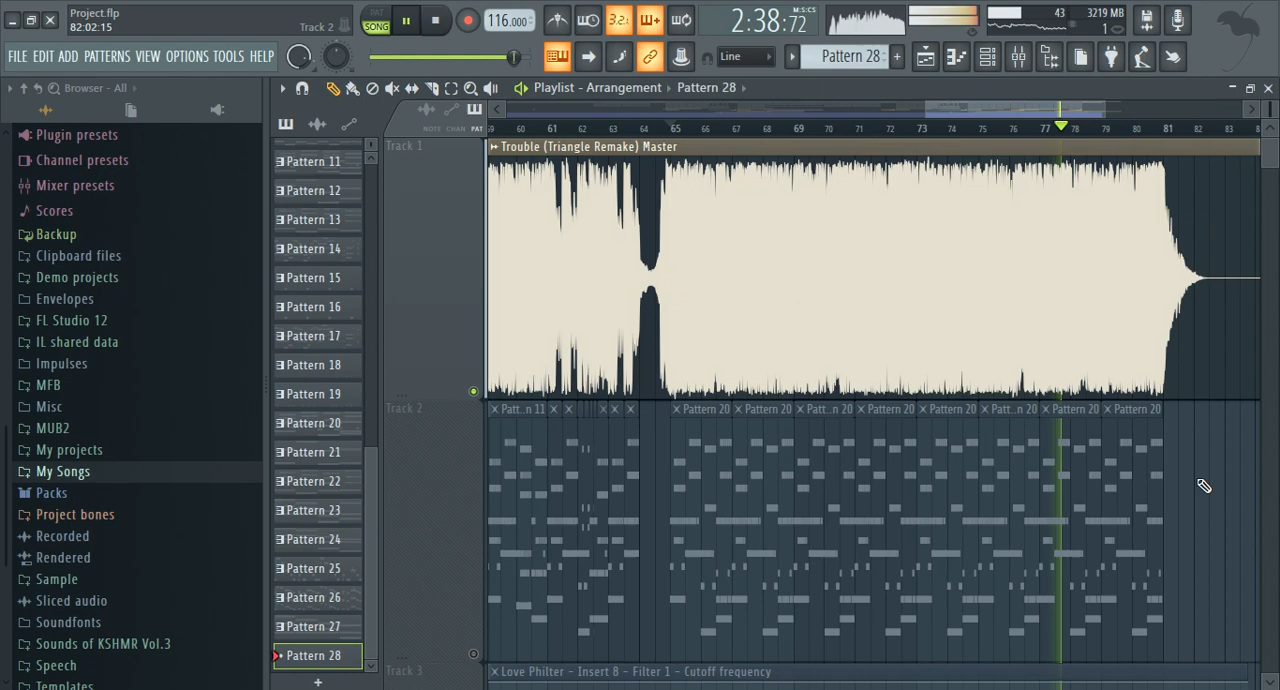 Project.flp
82:02:15
Track 2
PAT
SONG
116.000
3.2.
2:38:72
M:S:CS
43
3219 MB
1
FILE EDIT ADD PATTERNS VIEW OPTIONS TOOLS HELP
Line
Pattern 28
+
Browser - All
Playlist - Arrangement
Pattern 28
NOTE
CHAN
PAT
59
60
61
62
63
64
65
66
67
68
69
70
71
72
73
74
75
76
77
78
79
80
81
82
83
Plugin presets
Channel presets
Mixer presets
Scores
Backup
Clipboard files
Demo projects
Envelopes
FL Studio 12
IL shared data
Impulses
MFB
Misc
MUB2
My projects
My Songs
Packs
Project bones
Recorded
Rendered
Sample
Sliced audio
Soundfonts
Sounds of KSHMR Vol.3
Speech
Templates
Pattern 11
Pattern 12
Pattern 13
Pattern 14
Pattern 15
Pattern 16
Pattern 17
Pattern 18
Pattern 19
Pattern 20
Pattern 21
Pattern 22
Pattern 23
Pattern 24
Pattern 25
Pattern 26
Pattern 27
Pattern 28
+
Track 1
Trouble (Triangle Remake) Master
Track 2
Patt..n 11
Pattern 20
Pattern 20
Patt..n 20
Pattern 20
Pattern 20
Patt..n 20
Pattern 20
Pattern 20
Track 3
Love Philter - Insert 8 - Filter 1 - Cutoff frequency